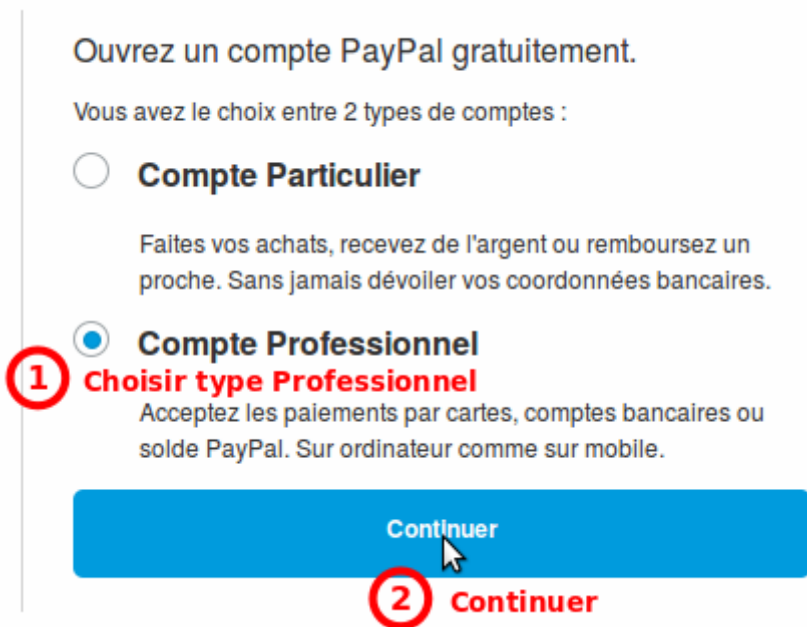 Ouvrez un compte PayPal gratuitement.
Vous avez le choix entre 2 types de comptes :
Compte Particulier
Faites vos achats, recevez de l'argent ou remboursez un
proche. Sans jamais dévoiler vos coordonnées bancaires.
Compte Professionnel
1 Choisir type Professionnel
Acceptez les paiements par cartes, comptes bancaires ou
solde PayPal. Sur ordinateur comme sur mobile.
Continuer
2 Continuer